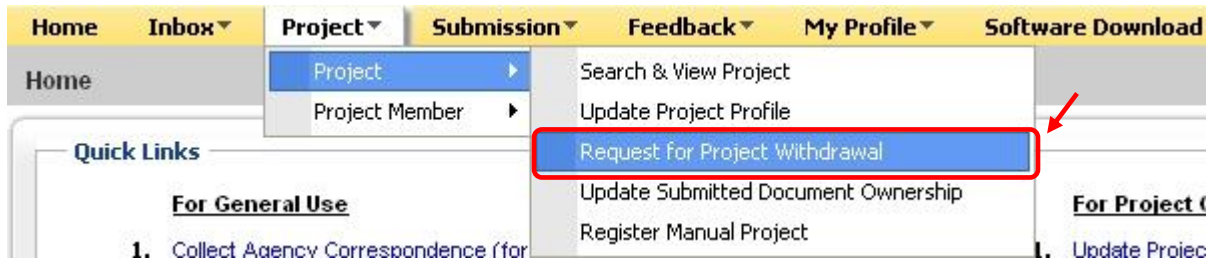 Home Inbox Project Submission Feedback My Profile Software Download
Home
Project
Project Member
Search & View Project
Update Project Profile
Request for Project Withdrawal
Update Submitted Document Ownership
Register Manual Project
Quick Links
For General Use
For Project
1. Collect Agency Correspondence (for
1. Update Projec